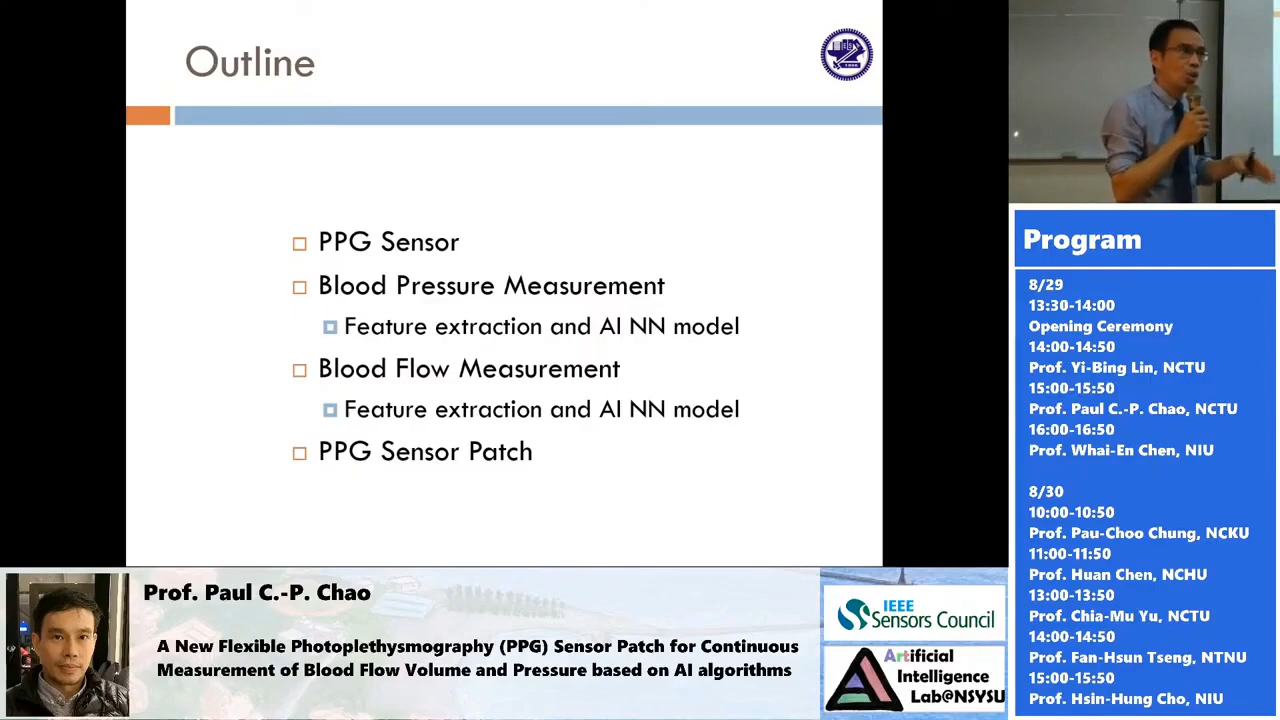 Outline
PPG Sensor
Blood Pressure Measurement
Feature extraction and AI NN model
Blood Flow Measurement
Feature extraction and AI NN model
PPG Sensor Patch
Program
8/29
13:30-14:00
Opening Ceremony
14:00-14:50
Prof. Yi-Bing Lin, NCTU
15:00-15:50
Prof. Paul C.-P. Chao, NCTU
16:00-16:50
Prof. Whai-En Chen, NIU
8/30
10:00-10:50
Prof. Pau-Choo Chung, NCKU
11:00-11:50
Prof. Huan Chen, NCHU
13:00-13:50
Prof. Chia-Mu Yu, NCTU
14:00-14:50
Prof. Fan-Hsun Tseng, NTNU
15:00-15:50
Prof. Hsin-Hung Cho, NIU
Prof. Paul C.-P. Chao
A New Flexible Photoplethysmography (PPG) Sensor Patch for Continuous
Measurement of Blood Flow Volume and Pressure based on AI algorithms
IEEE
Sensors Council
Artificial
Intelligence
Lab@NSYSU